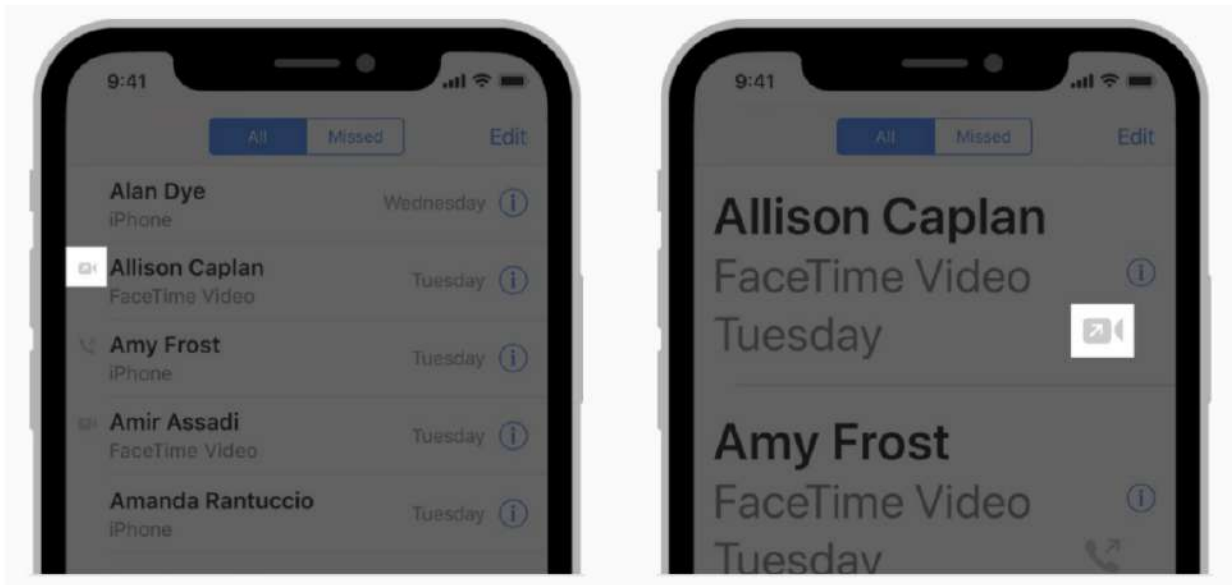 9:41
All Missed Edit
Alan Dye
iPhone
Wednesday
Allison Caplan
FaceTime Video
Tuesday
Amy Frost
iPhone
Tuesday
Amir Assadi
FaceTime Video
Tuesday
Amanda Rantuccio
iPhone
Tuesday
9:41
All Missed Edit
Allison Caplan
FaceTime Video
Tuesday
Amy Frost
FaceTime Video
Tuesday